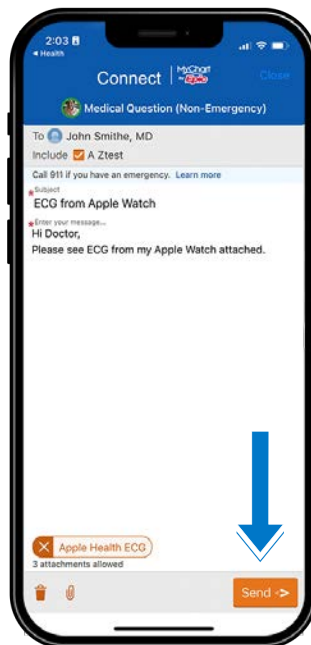 2:03
◀ Health
Connect | MyChart
by Epic
Close
Medical Question (Non-Emergency)
To John Smithe, MD
Include A Ztest
Call 911 if you have an emergency. Learn more
*Subject
ECG from Apple Watch
*Enter your message...
Hi Doctor,
Please see ECG from my Apple Watch attached.
Apple Health ECG
3 attachments allowed
Send